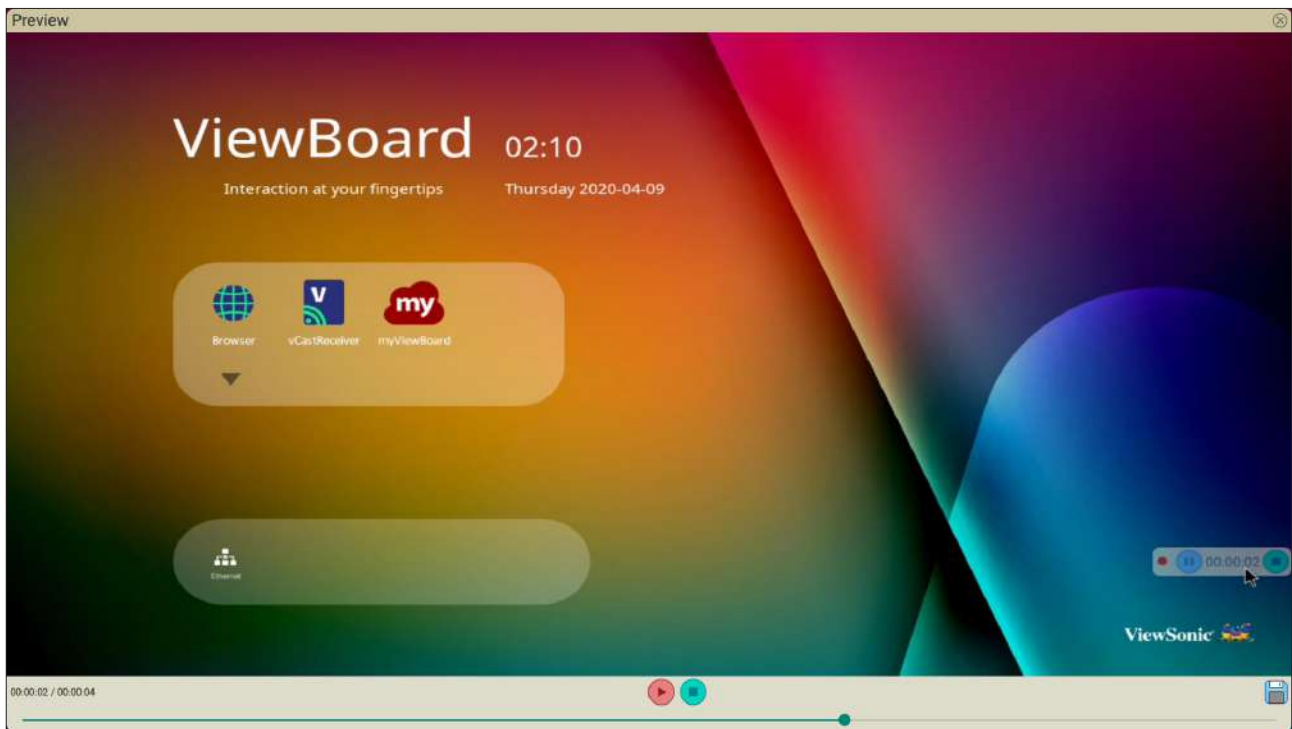 Preview
ViewBoard 02:10
Interaction at your fingertips Thursday 2020-04-09
V my
Browser vCastReceiver myViewBoard
Ethernet
00:00:02
ViewSonic
00:00:02 / 00:00:04